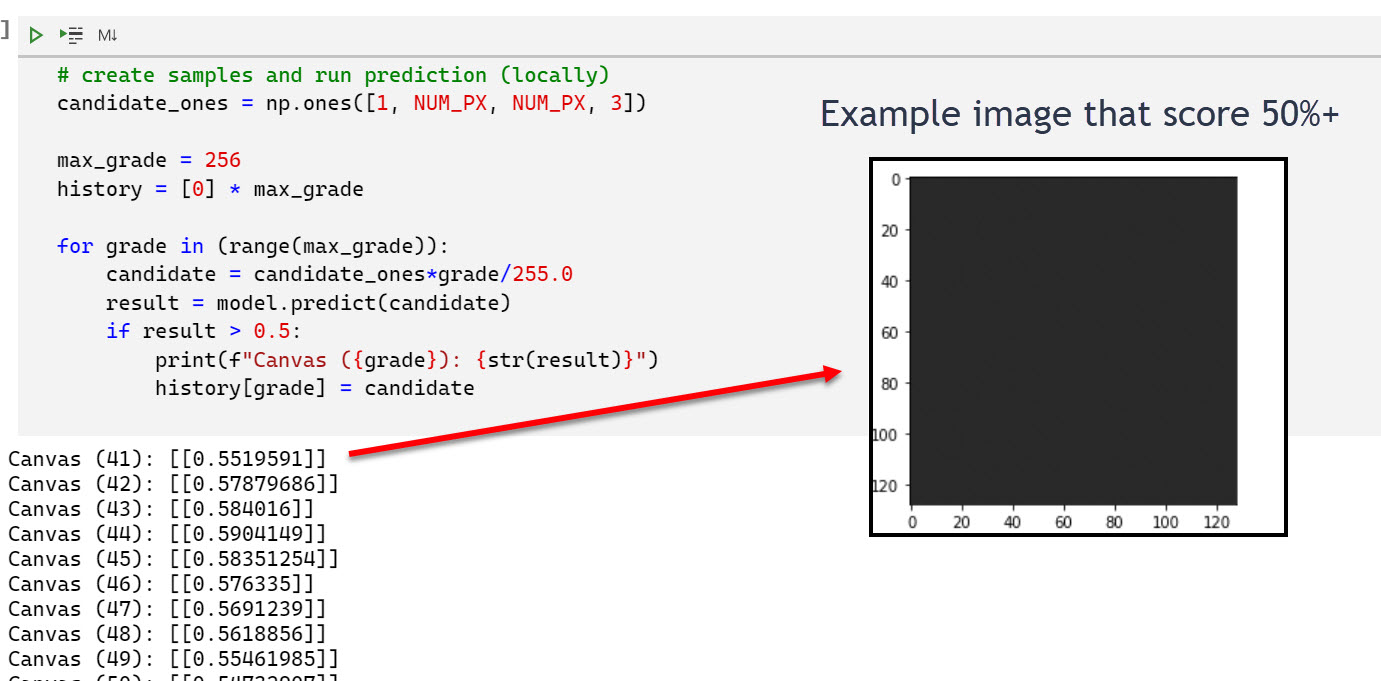 ]
M↓
# create samples and run prediction (locally)
candidate_ones = np.ones([1, NUM_PX, NUM_PX, 3])
max_grade = 256
history = [0] * max_grade
for grade in (range(max_grade)):
candidate = candidate_ones*grade/255.0
result = model.predict(candidate)
if result > 0.5:
print(f"Canvas ({grade}): {str(result)}")
history[grade] = candidate
Canvas (41): [[0.5519591]]
Canvas (42): [[0.57879686]]
Canvas (43): [[0.584016]]
Canvas (44): [[0.5904149]]
Canvas (45): [[0.58351254]]
Canvas (46): [[0.576335]]
Canvas (47): [[0.5691239]]
Canvas (48): [[0.5618856]]
Canvas (49): [[0.55461985]]
Example image that score 50%+
0
20
40
60
80
100
120
0 20 40 60 80 100 120